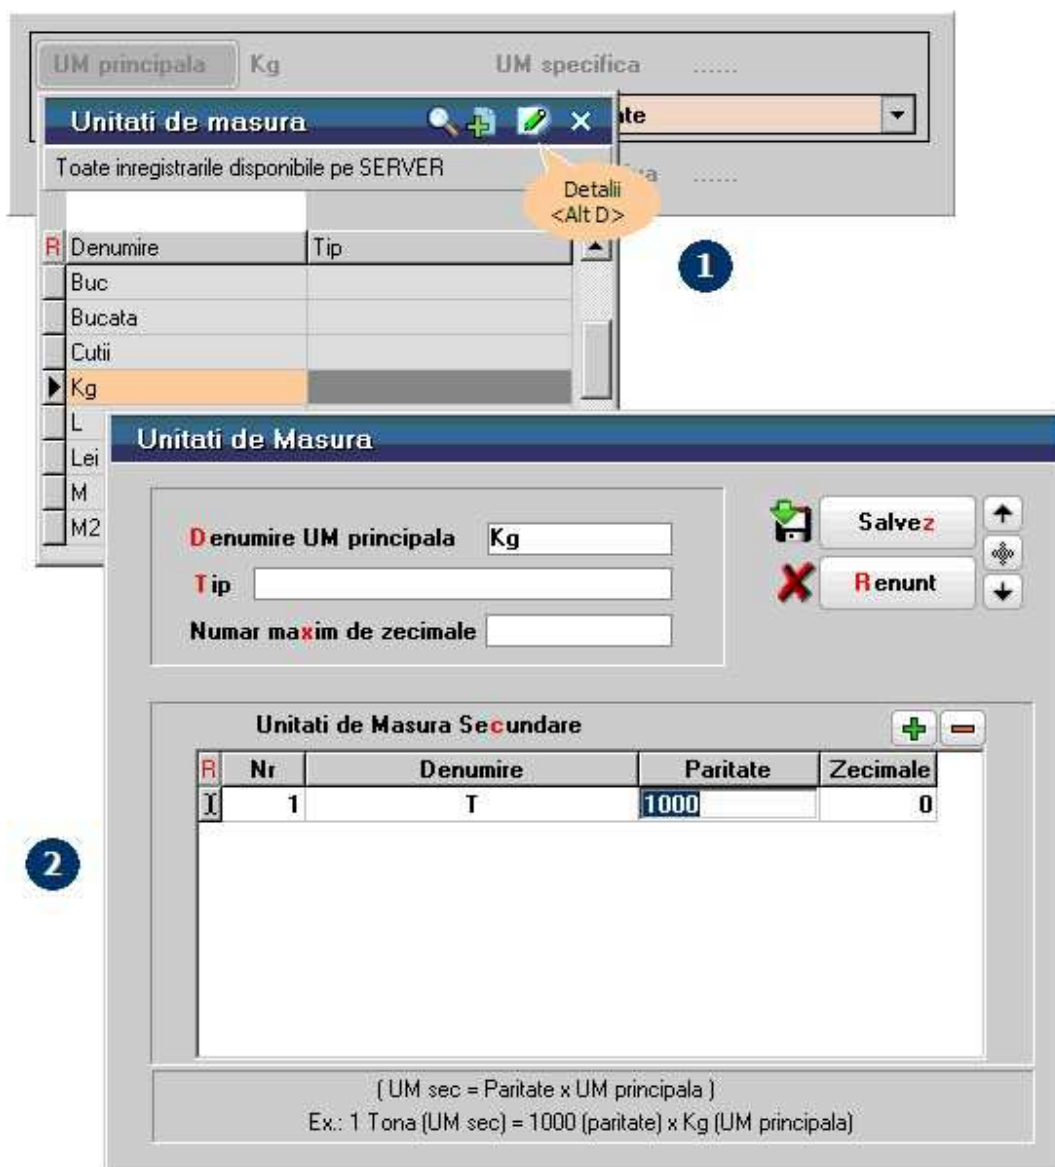 UM principala Kg UM specifica ......
Unitati de masura
Toate inregistrarile disponibile pe SERVER
......
Detalii
<Alt D>
1
R Denumire Tip
Buc
Bucata
Cutii
Kg
L
Lei
M
M2
Unitati de Masura
Denumire UM principala Kg
Salvez
Tip
Renunt
Numar maxim de zecimale
Unitati de Masura Secundare
R Nr Denumire Paritate Zecimale
1 T 1000 0
2
( UM sec = Paritate x UM principala )
Ex.: 1 Tona (UM sec) = 1000 (paritate) x Kg (UM principala)